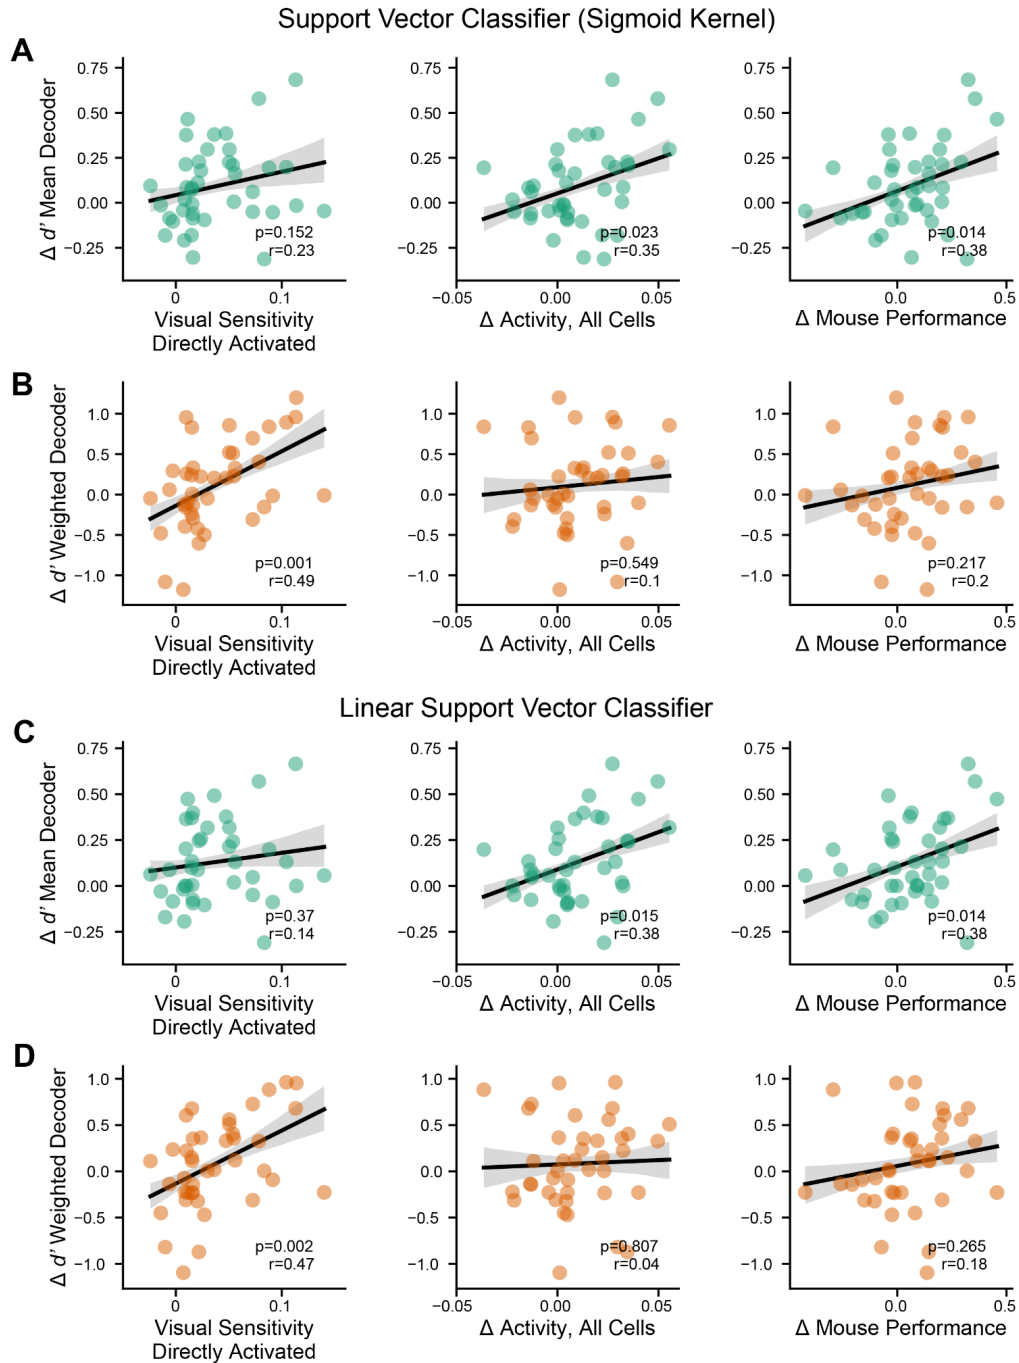 Support Vector Classifier (Sigmoid Kernel)
A
Δ d’ Mean Decoder
0.75
0.50
0.25
0.00
−0.25
p=0.152
r=0.23
0
0.1
Visual Sensitivity
Directly Activated
0.75
0.50
0.25
0.00
−0.25
p=0.023
r=0.35
−0.05
0.00
0.05
Δ Activity, All Cells
0.75
0.50
0.25
0.00
−0.25
p=0.014
r=0.38
0.0
0.5
Δ Mouse Performance
B
Δ d’ Weighted Decoder
1.0
0.5
0.0
−0.5
−1.0
p=0.001
r=0.49
0
0.1
Visual Sensitivity
Directly Activated
1.0
0.5
0.0
−0.5
−1.0
p=0.549
r=0.1
−0.05
0.00
0.05
Δ Activity, All Cells
1.0
0.5
0.0
−0.5
−1.0
p=0.217
r=0.2
0.0
0.5
Δ Mouse Performance
Linear Support Vector Classifier
C
Δ d’ Mean Decoder
0.75
0.50
0.25
0.00
−0.25
p=0.37
r=0.14
0
0.1
Visual Sensitivity
Directly Activated
0.75
0.50
0.25
0.00
−0.25
p=0.015
r=0.38
−0.05
0.00
0.05
Δ Activity, All Cells
0.75
0.50
0.25
0.00
−0.25
p=0.014
r=0.38
0.0
0.5
Δ Mouse Performance
D
Δ d’ Weighted Decoder
1.0
0.5
0.0
−0.5
−1.0
p=0.002
r=0.47
0
0.1
Visual Sensitivity
Directly Activated
1.0
0.5
0.0
−0.5
−1.0
p=0.807
r=0.04
−0.05
0.00
0.05
Δ Activity, All Cells
1.0
0.5
0.0
−0.5
−1.0
p=0.265
r=0.18
0.0
0.5
Δ Mouse Performance